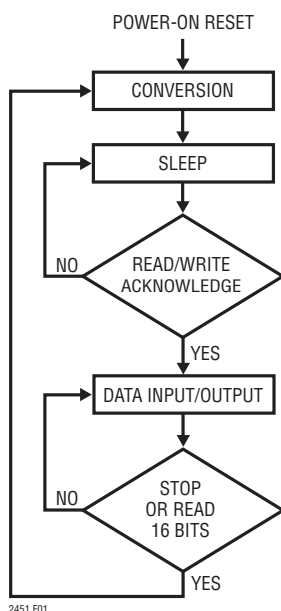 POWER-ON RESET
CONVERSION
SLEEP
NO
READ/WRITE
ACKNOWLEDGE
YES
DATA INPUT/OUTPUT
NO
STOP
OR READ
16 BITS
YES
2451 F01